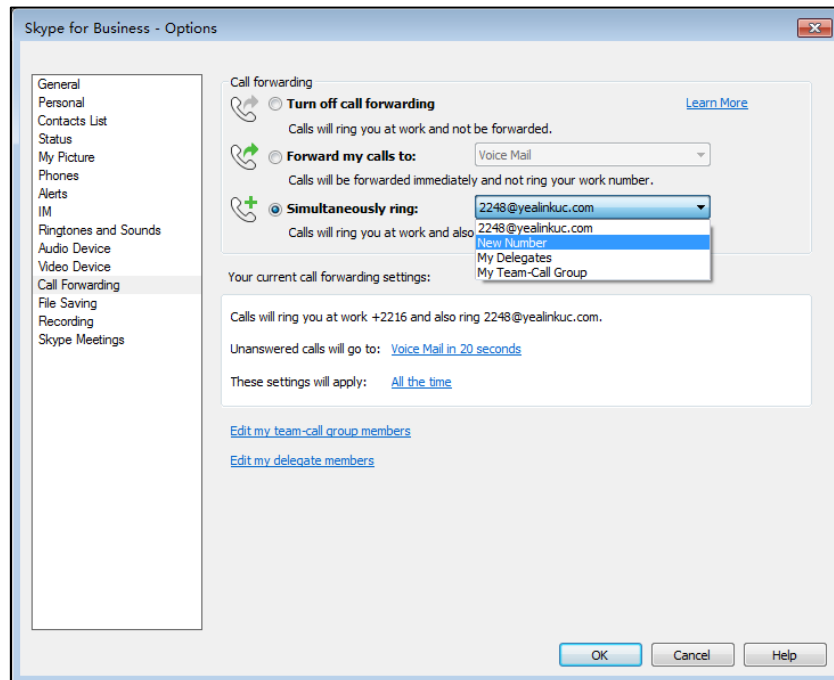 Skype for Business - Options
General
Personal
Contacts List
Status
My Picture
Phones
Alerts
IM
Ringtones and Sounds
Audio Device
Video Device
Call Forwarding
File Saving
Recording
Skype Meetings
Call forwarding
Turn off call forwarding
Learn More
Calls will ring you at work and not be forwarded.
Forward my calls to:
Voice Mail
Calls will be forwarded immediately and not ring your work number.
Simultaneously ring:
2248@yealinkuc.com
Calls will ring you at work and also
2248@yealinkuc.com
New Number
My Delegates
My Team-Call Group
Your current call forwarding settings:
Calls will ring you at work +2216 and also ring 2248@yealinkuc.com.
Unanswered calls will go to: Voice Mail in 20 seconds
These settings will apply: All the time
Edit my team-call group members
Edit my delegate members
OK
Cancel
Help